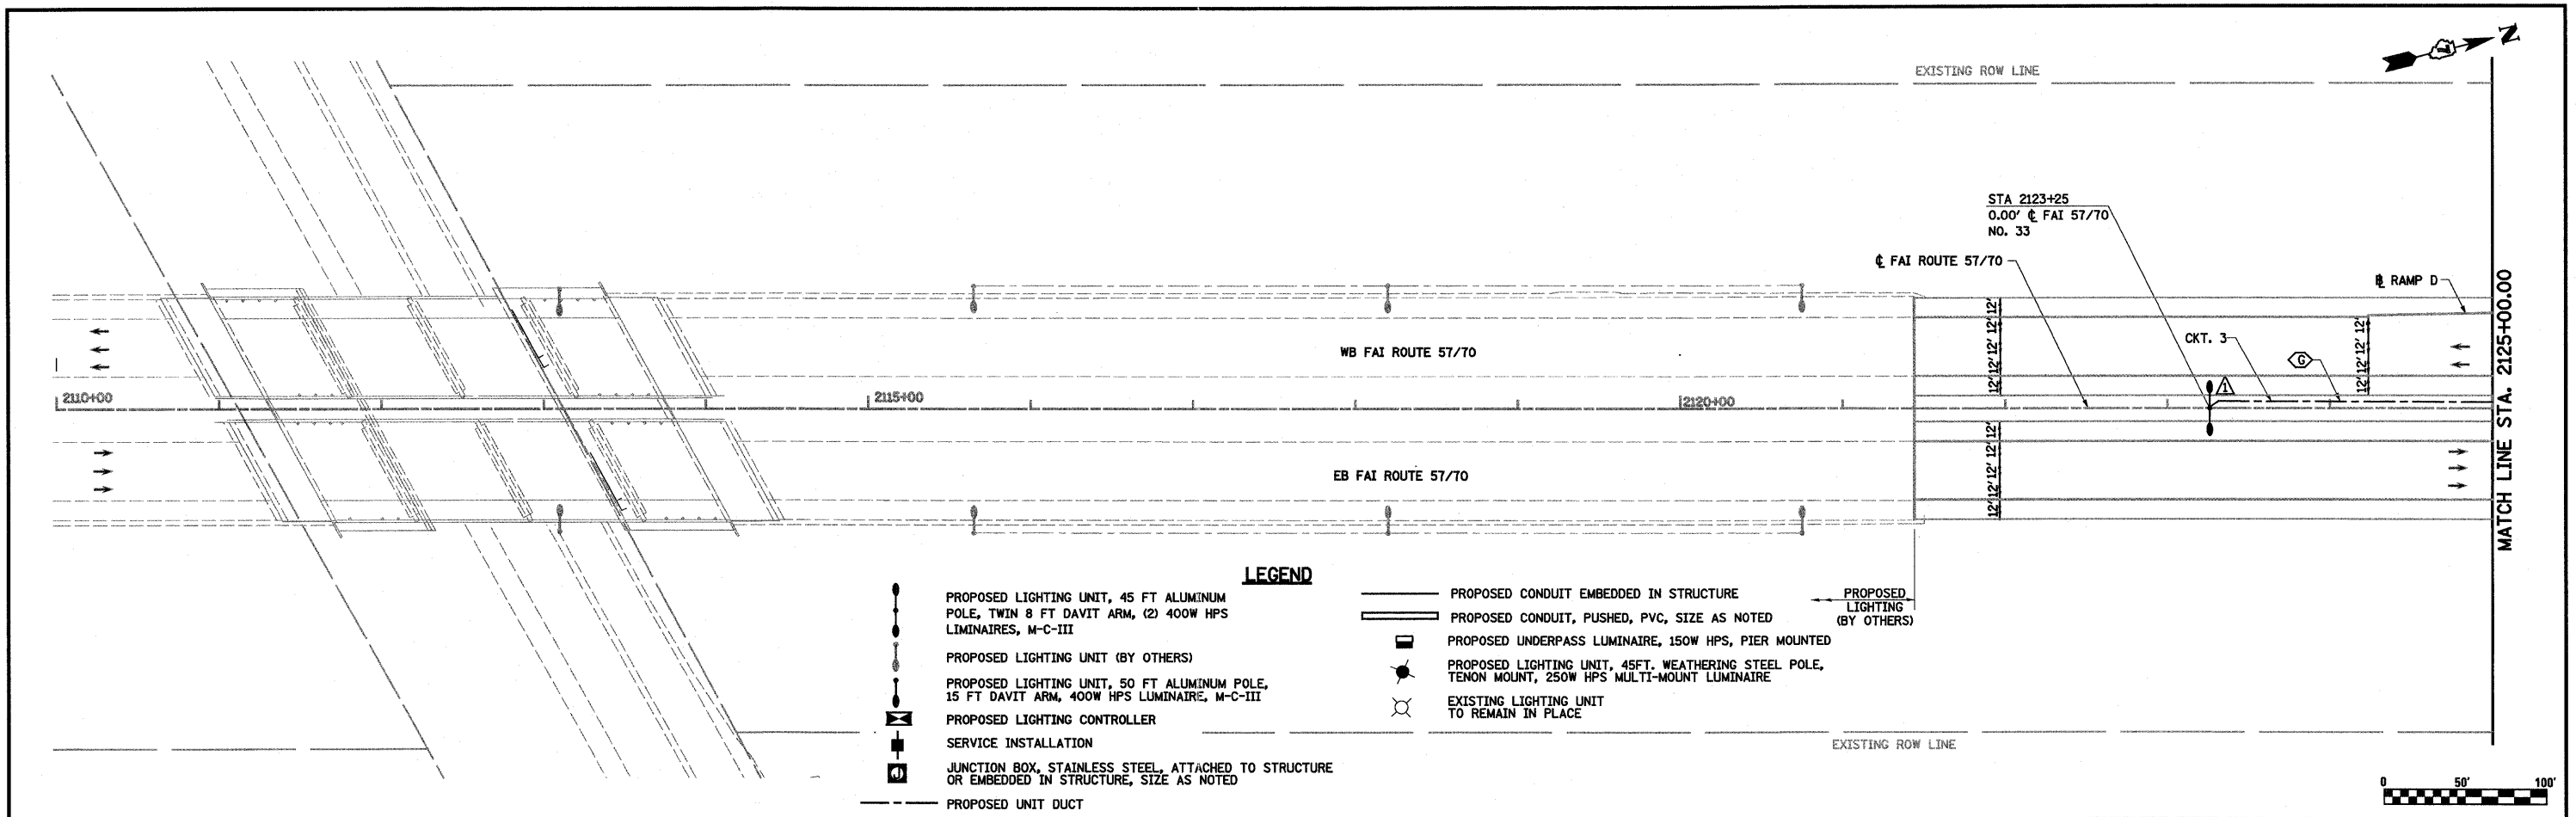 N
EXISTING ROW LINE
STA 2123+25
0.00' ℄ FAI 57/70
NO. 33
℄ FAI ROUTE 57/70
℄ RAMP D
12' 12' 12' 12' 12'
CKT. 3
G
1
12' 12' 12' 12'
WB FAI ROUTE 57/70
2110+00
2115+00
2120+00
EB FAI ROUTE 57/70
12' 12' 12' 12' 12'
MATCH LINE STA. 2125+00.00
LEGEND
PROPOSED LIGHTING UNIT, 45 FT ALUMINUM
POLE, TWIN 8 FT DAVIT ARM, (2) 400W HPS
LIMINAIRES, M-C-III
PROPOSED LIGHTING UNIT (BY OTHERS)
PROPOSED LIGHTING UNIT, 50 FT ALUMINUM POLE,
15 FT DAVIT ARM, 400W HPS LUMINAIRE, M-C-III
PROPOSED LIGHTING CONTROLLER
SERVICE INSTALLATION
JUNCTION BOX, STAINLESS STEEL, ATTACHED TO STRUCTURE
OR EMBEDDED IN STRUCTURE, SIZE AS NOTED
PROPOSED UNIT DUCT
PROPOSED CONDUIT EMBEDDED IN STRUCTURE
PROPOSED CONDUIT, PUSHED, PVC, SIZE AS NOTED
PROPOSED UNDERPASS LUMINAIRE, 150W HPS, PIER MOUNTED
PROPOSED LIGHTING UNIT, 45FT. WEATHERING STEEL POLE,
TENON MOUNT, 250W HPS MULTI-MOUNT LUMINAIRE
EXISTING LIGHTING UNIT
TO REMAIN IN PLACE
PROPOSED
LIGHTING
(BY OTHERS)
EXISTING ROW LINE
0 50' 100'